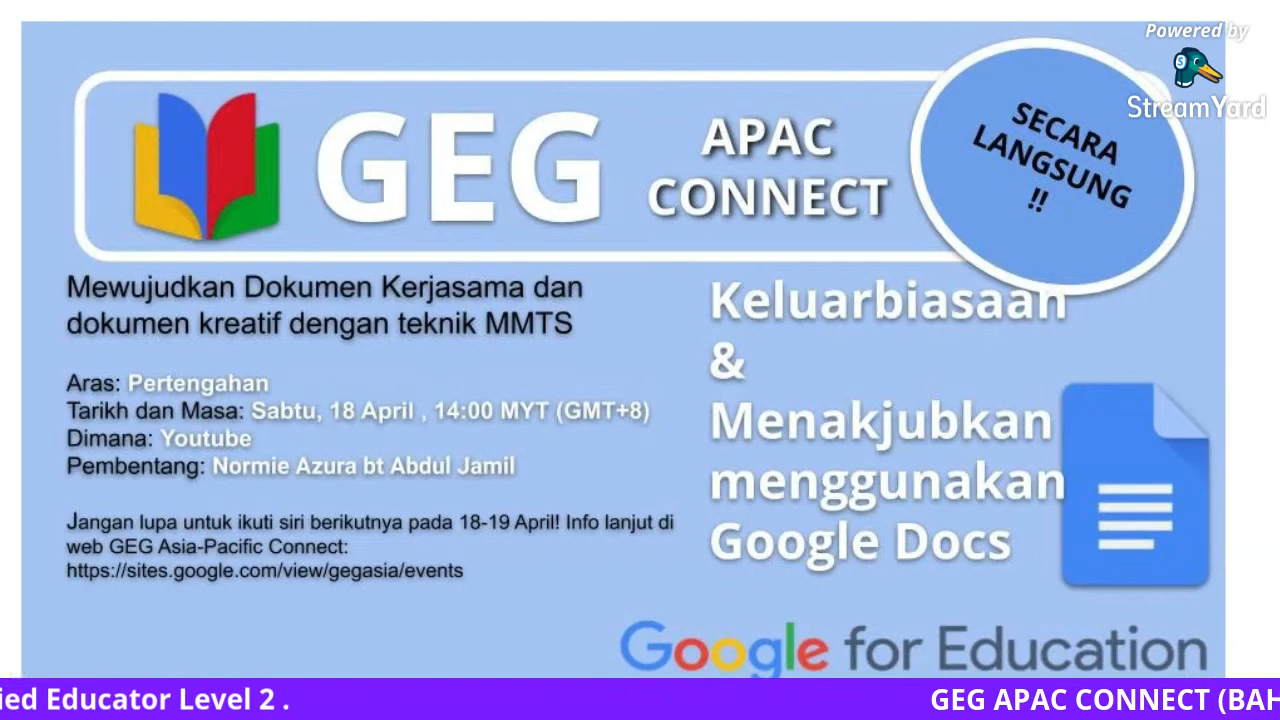 Powered by
StreamYard
GEG
APAC
CONNECT
SECARA
LANGSUNG
!!
Mewujudkan Dokumen Kerjasama dan
dokumen kreatif dengan teknik MMTS
Aras: Pertengahan
Tarikh dan Masa: Sabtu, 18 April , 14:00 MYT (GMT+8)
Dimana: Youtube
Pembentang: Normie Azura bt Abdul Jamil
Jangan lupa untuk ikuti siri berikutnya pada 18-19 April! Info lanjut di
web GEG Asia-Pacific Connect:
https://sites.google.com/view/gegasia/events
Keluarbiasaan
&
Menakjubkan
menggunakan
Google Docs
Google for Education
ied Educator Level 2 .
GEG APAC CONNECT (BAH